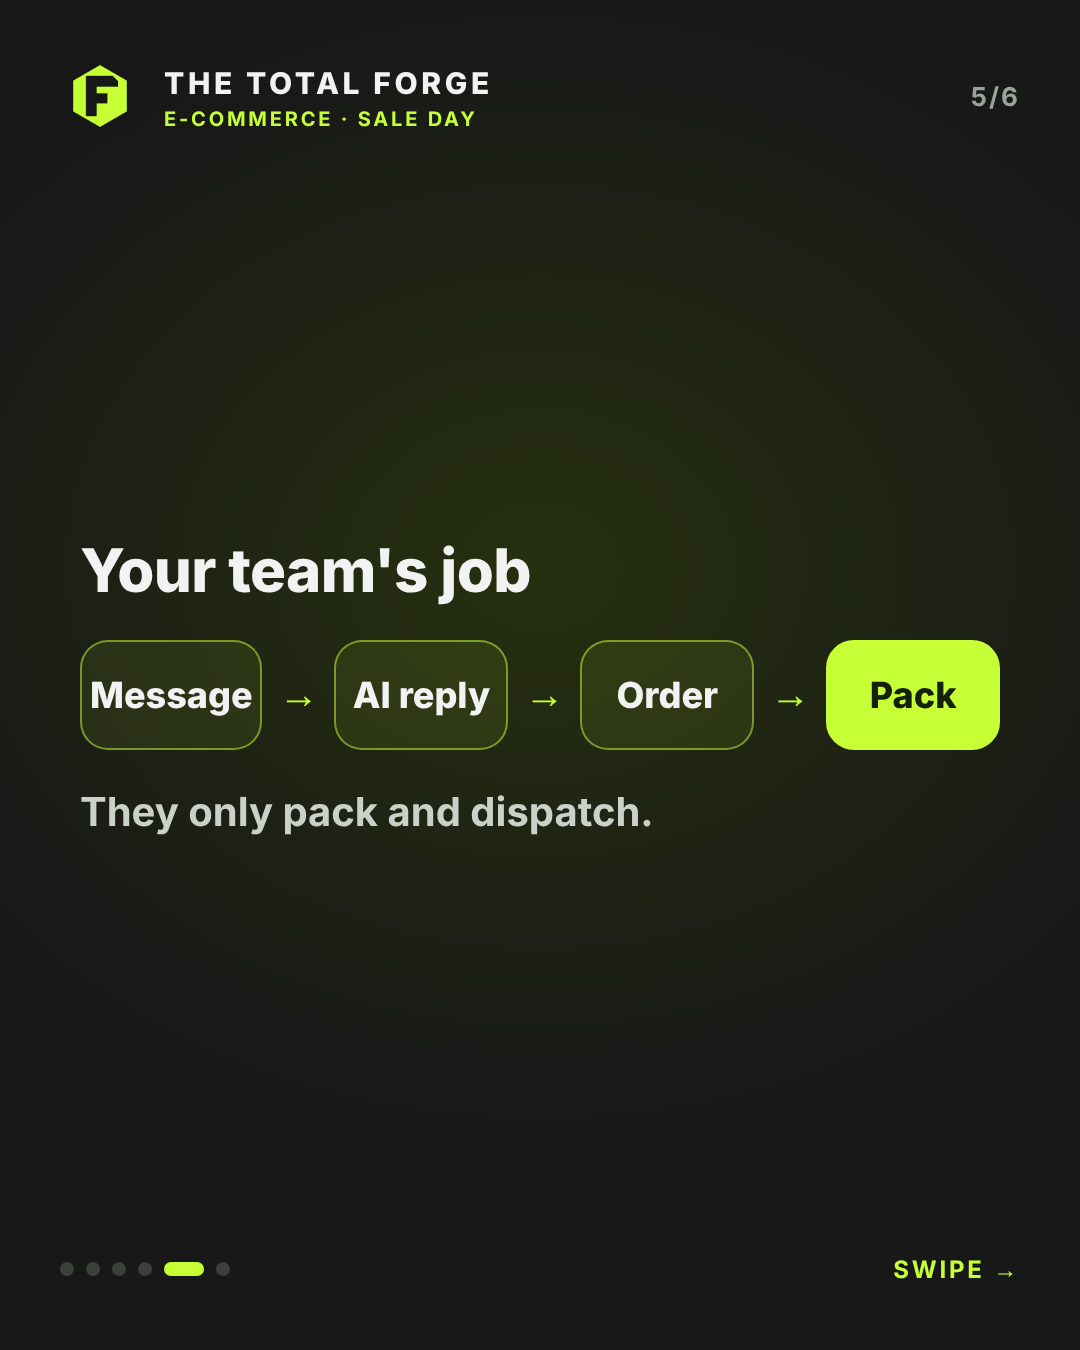 THE TOTAL FORGE
E-COMMERCE · SALE DAY
5/6
Your team's job
Message → AI reply → Order → Pack
They only pack and dispatch.
SWIPE →